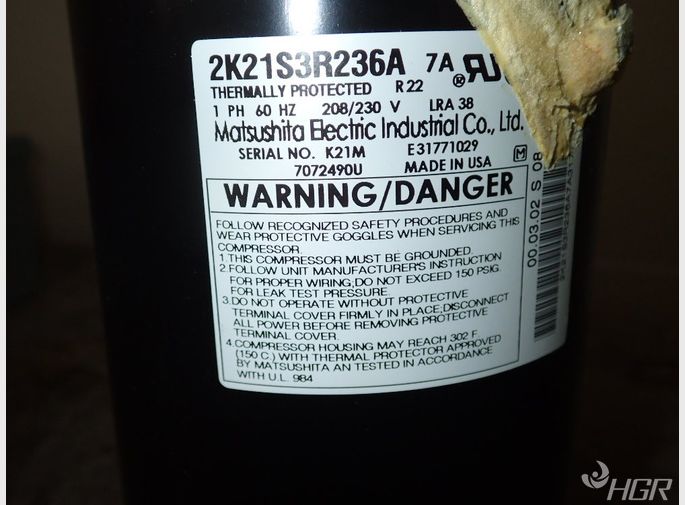 2K21S3R236A 7A ®
THERMALLY PROTECTED R22
1 PH 60 HZ 208/230 V LRA 38
Matsushita Electric Industrial Co., Ltd.
SERIAL NO. K21M E31771029
7072490U MADE IN USA M
WARNING/DANGER
FOLLOW RECOGNIZED SAFETY PROCEDURES AND
WEAR PROTECTIVE GOGGLES WHEN SERVICING THIS
COMPRESSOR.
1.THIS COMPRESSOR MUST BE GROUNDED.
2.FOLLOW UNIT MANUFACTURER'S INSTRUCTION
FOR PROPER WIRING;DO NOT EXCEED 150 PSIG.
FOR LEAK TEST PRESSURE.
3.DO NOT OPERATE WITHOUT PROTECTIVE
TERMINAL COVER FIRMLY IN PLACE;DISCONNECT
ALL POWER BEFORE REMOVING PROTECTIVE
TERMINAL COVER.
4.COMPRESSOR HOUSING MAY REACH 302 F.
(150 C.) WITH THERMAL PROTECTOR APPROVED
BY MATSUSHITA AN TESTED IN ACCORDANCE
WITH U.L. 984
00.03.02 S 08
HGR